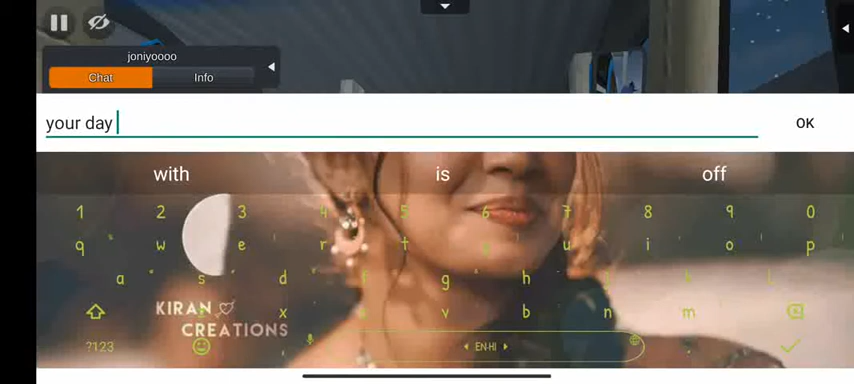 joniyoooo
Chat Info
your day OK
with is off
1 2 3 4 5 6 7 8 9 0
q w e r t y u i o p
a s d f g h j k l
KIRAN
z x c v b n m
CREATIONS
?123 EN-HI